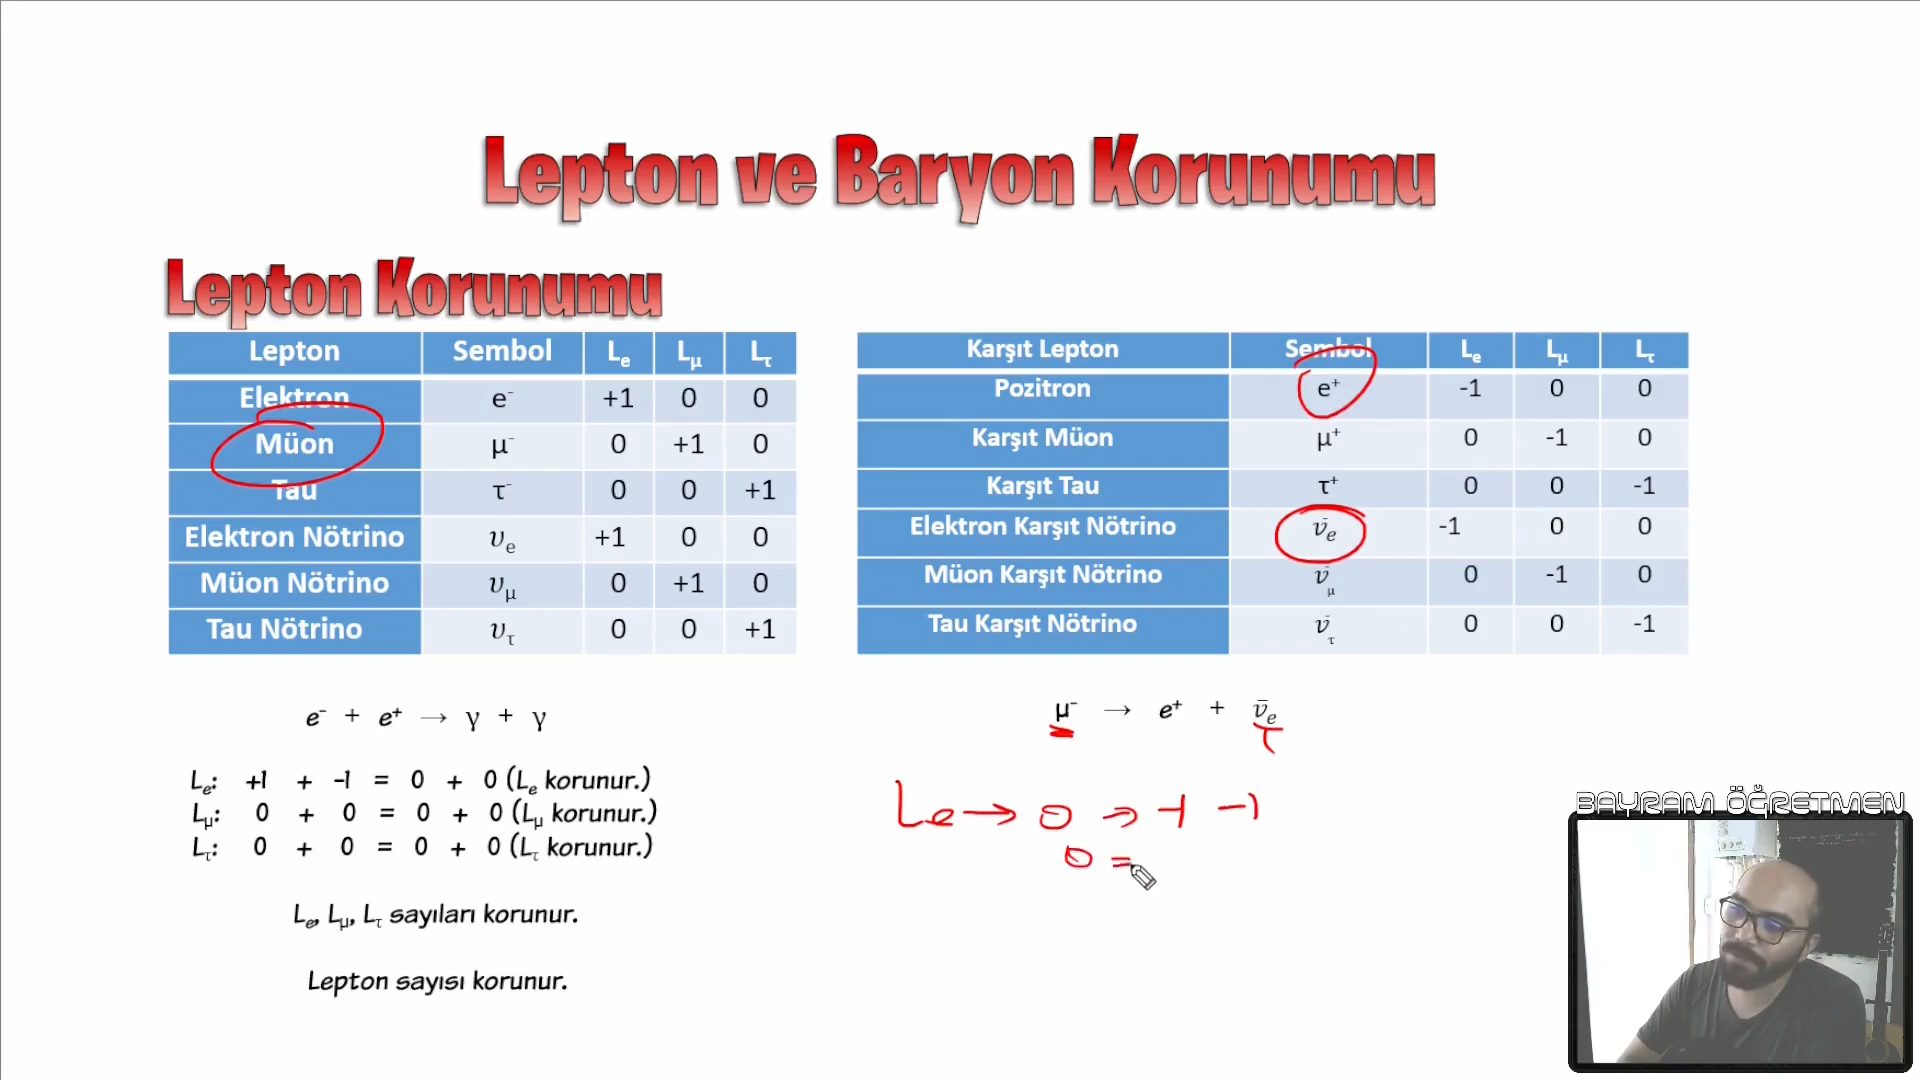 Lepton ve Baryon Korunumu
Lepton Korunumu
Lepton Sembol Le Lμ Lτ
Elektron e⁻ +1 0 0
Müon μ⁻ 0 +1 0
Tau τ⁻ 0 0 +1
Elektron Nötrino υe +1 0 0
Müon Nötrino υμ 0 +1 0
Tau Nötrino υτ 0 0 +1
Karşıt Lepton Sembol Le Lμ Lτ
Pozitron e⁺ -1 0 0
Karşıt Müon μ⁺ 0 -1 0
Karşıt Tau τ⁺ 0 0 -1
Elektron Karşıt Nötrino ν̄e -1 0 0
Müon Karşıt Nötrino ν̄μ 0 -1 0
Tau Karşıt Nötrino ν̄τ 0 0 -1
e⁻ + e⁺ → γ + γ
Le: +1 + -1 = 0 + 0 (Le korunur.)
Lμ: 0 + 0 = 0 + 0 (Lμ korunur.)
Lτ: 0 + 0 = 0 + 0 (Lτ korunur.)
Le, Lμ, Lτ sayıları korunur.
Lepton sayısı korunur.
μ⁻ → e⁺ + ν̄e
Le → 0 → -1 -1
0 =
BAYRAM ÖĞRETMEN